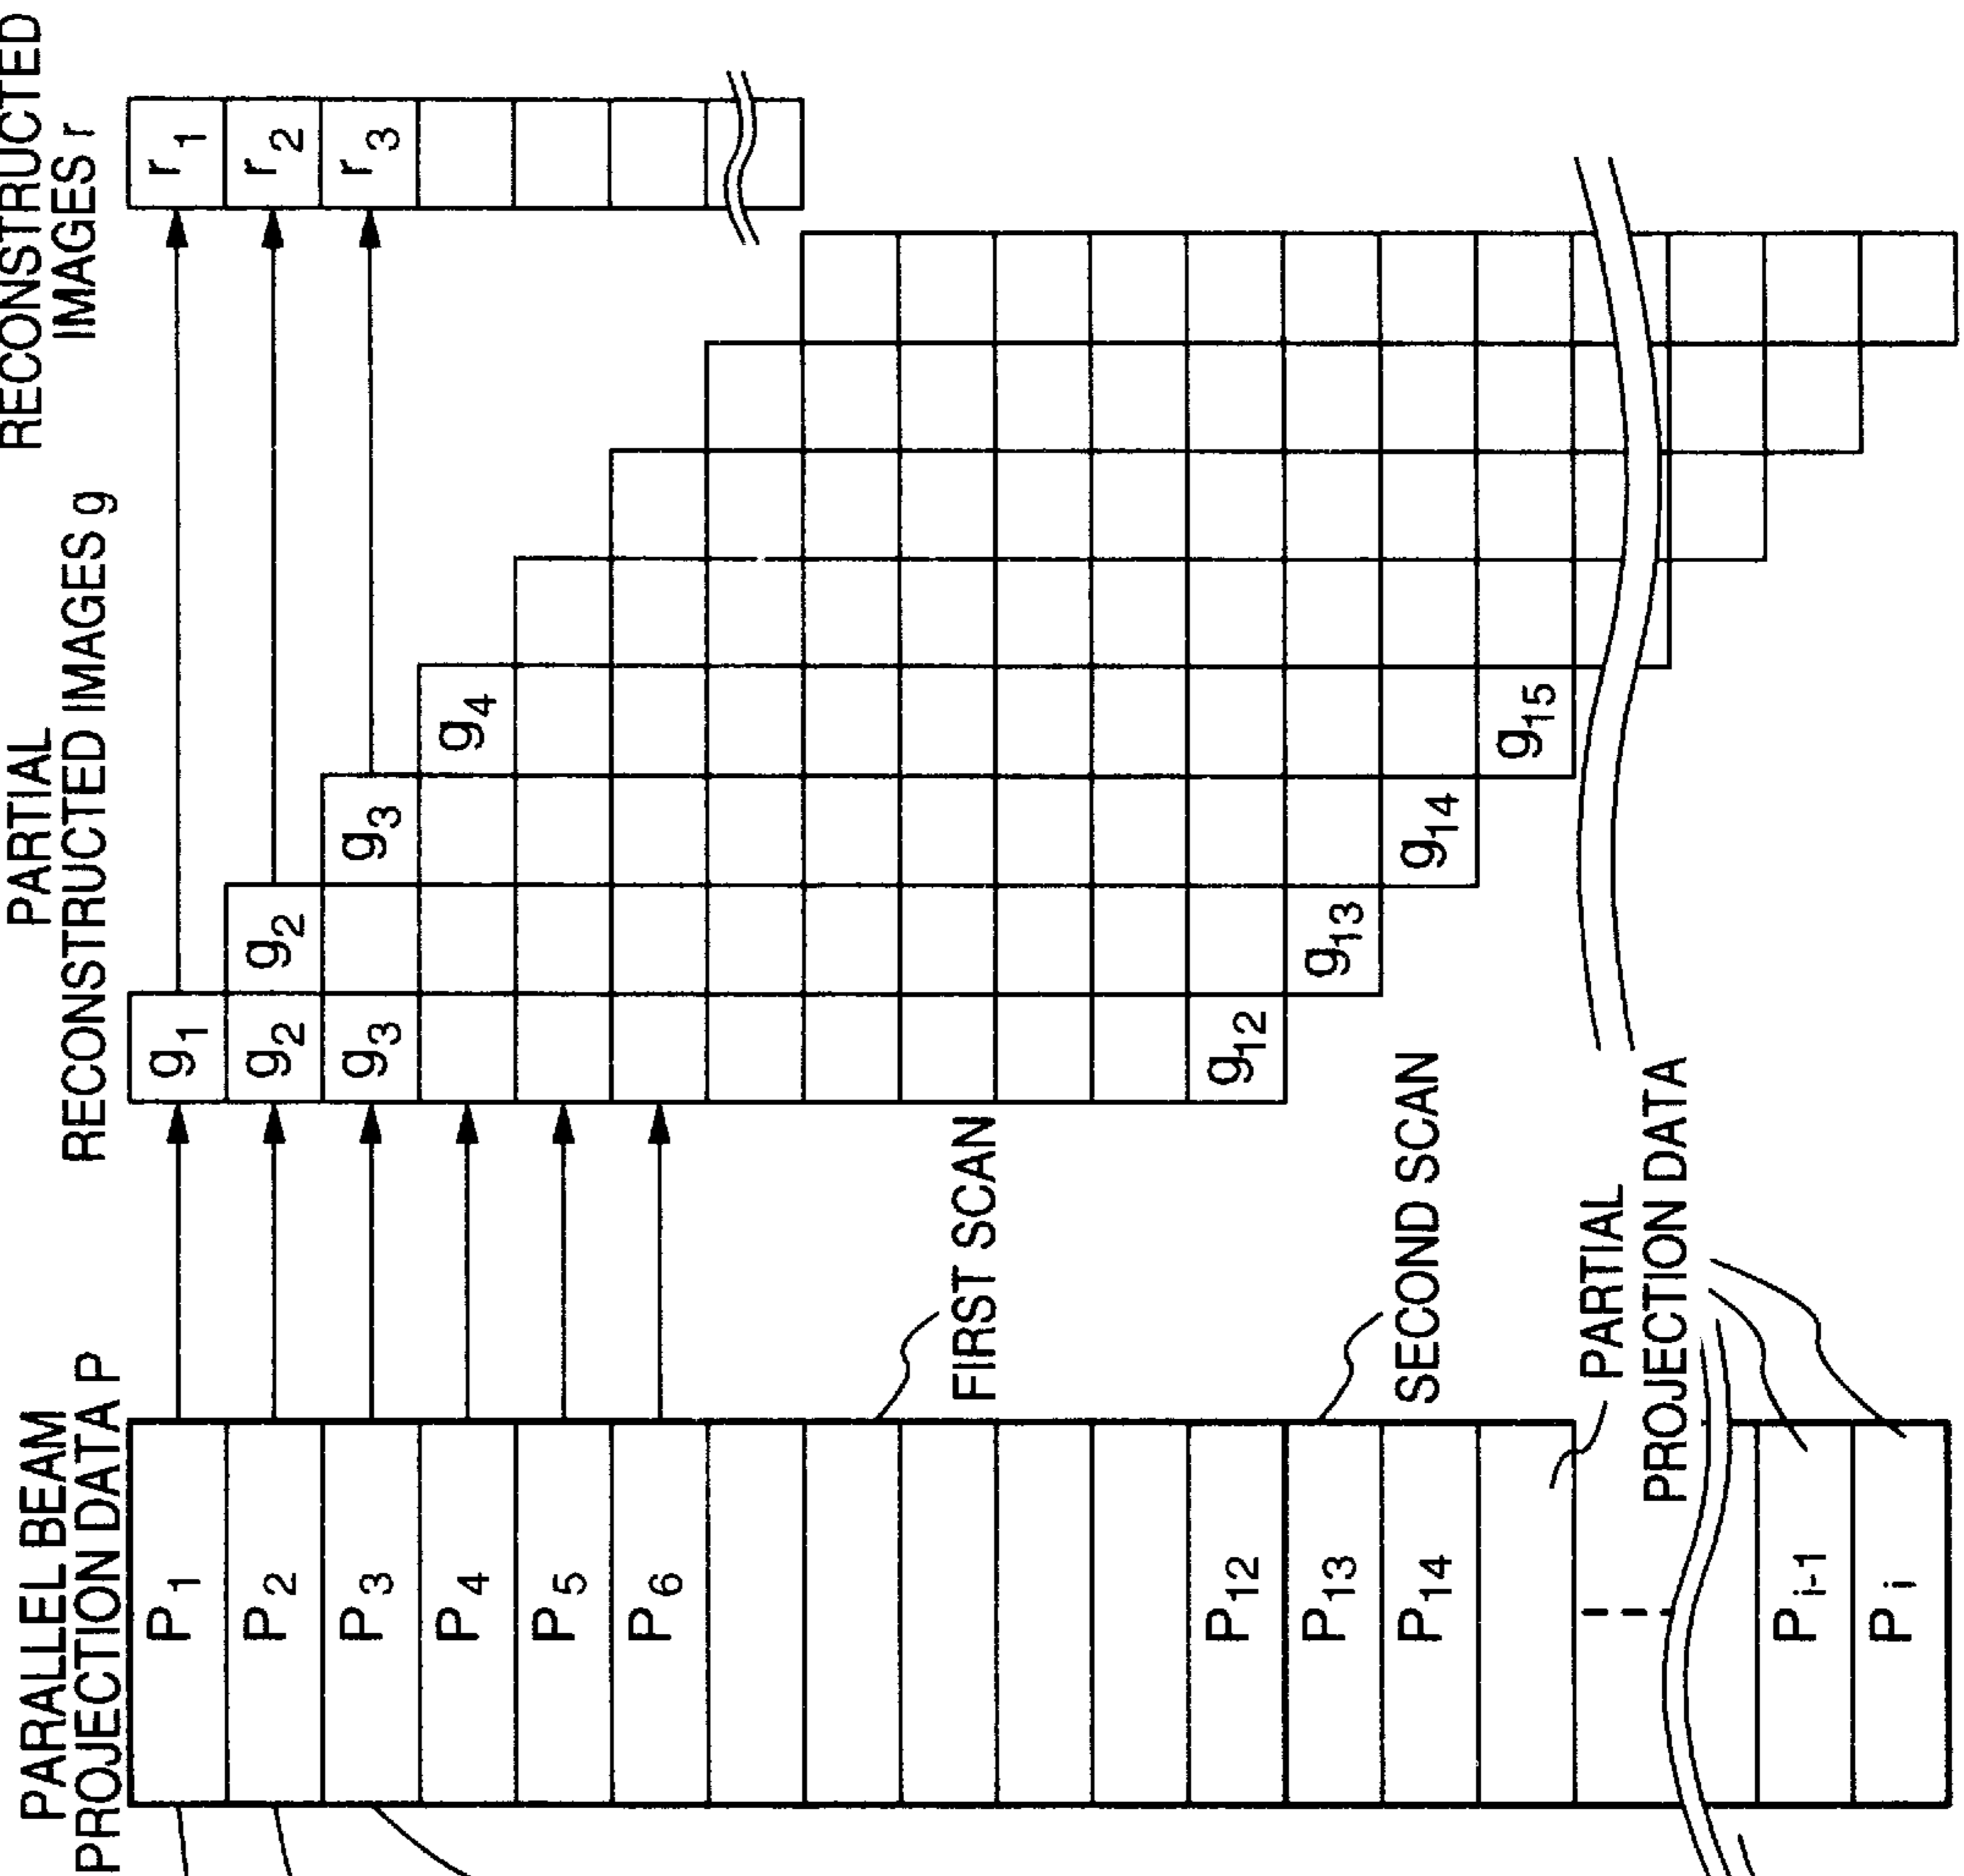 PARALLEL BEAM
PROJECTION DATA P
PARTIAL
RECONSTRUCTED IMAGES g
RECONSTRUCTED
IMAGES r
P1 g1 r1
P2 g2 g2 r2
P3 g3 g3 r3
P4 g4
P5
P6
FIRST SCAN
P12 g12
P13 g13
P14 g14
SECOND SCAN
g15
PARTIAL
PROJECTION DATA
Pi-1
Pi